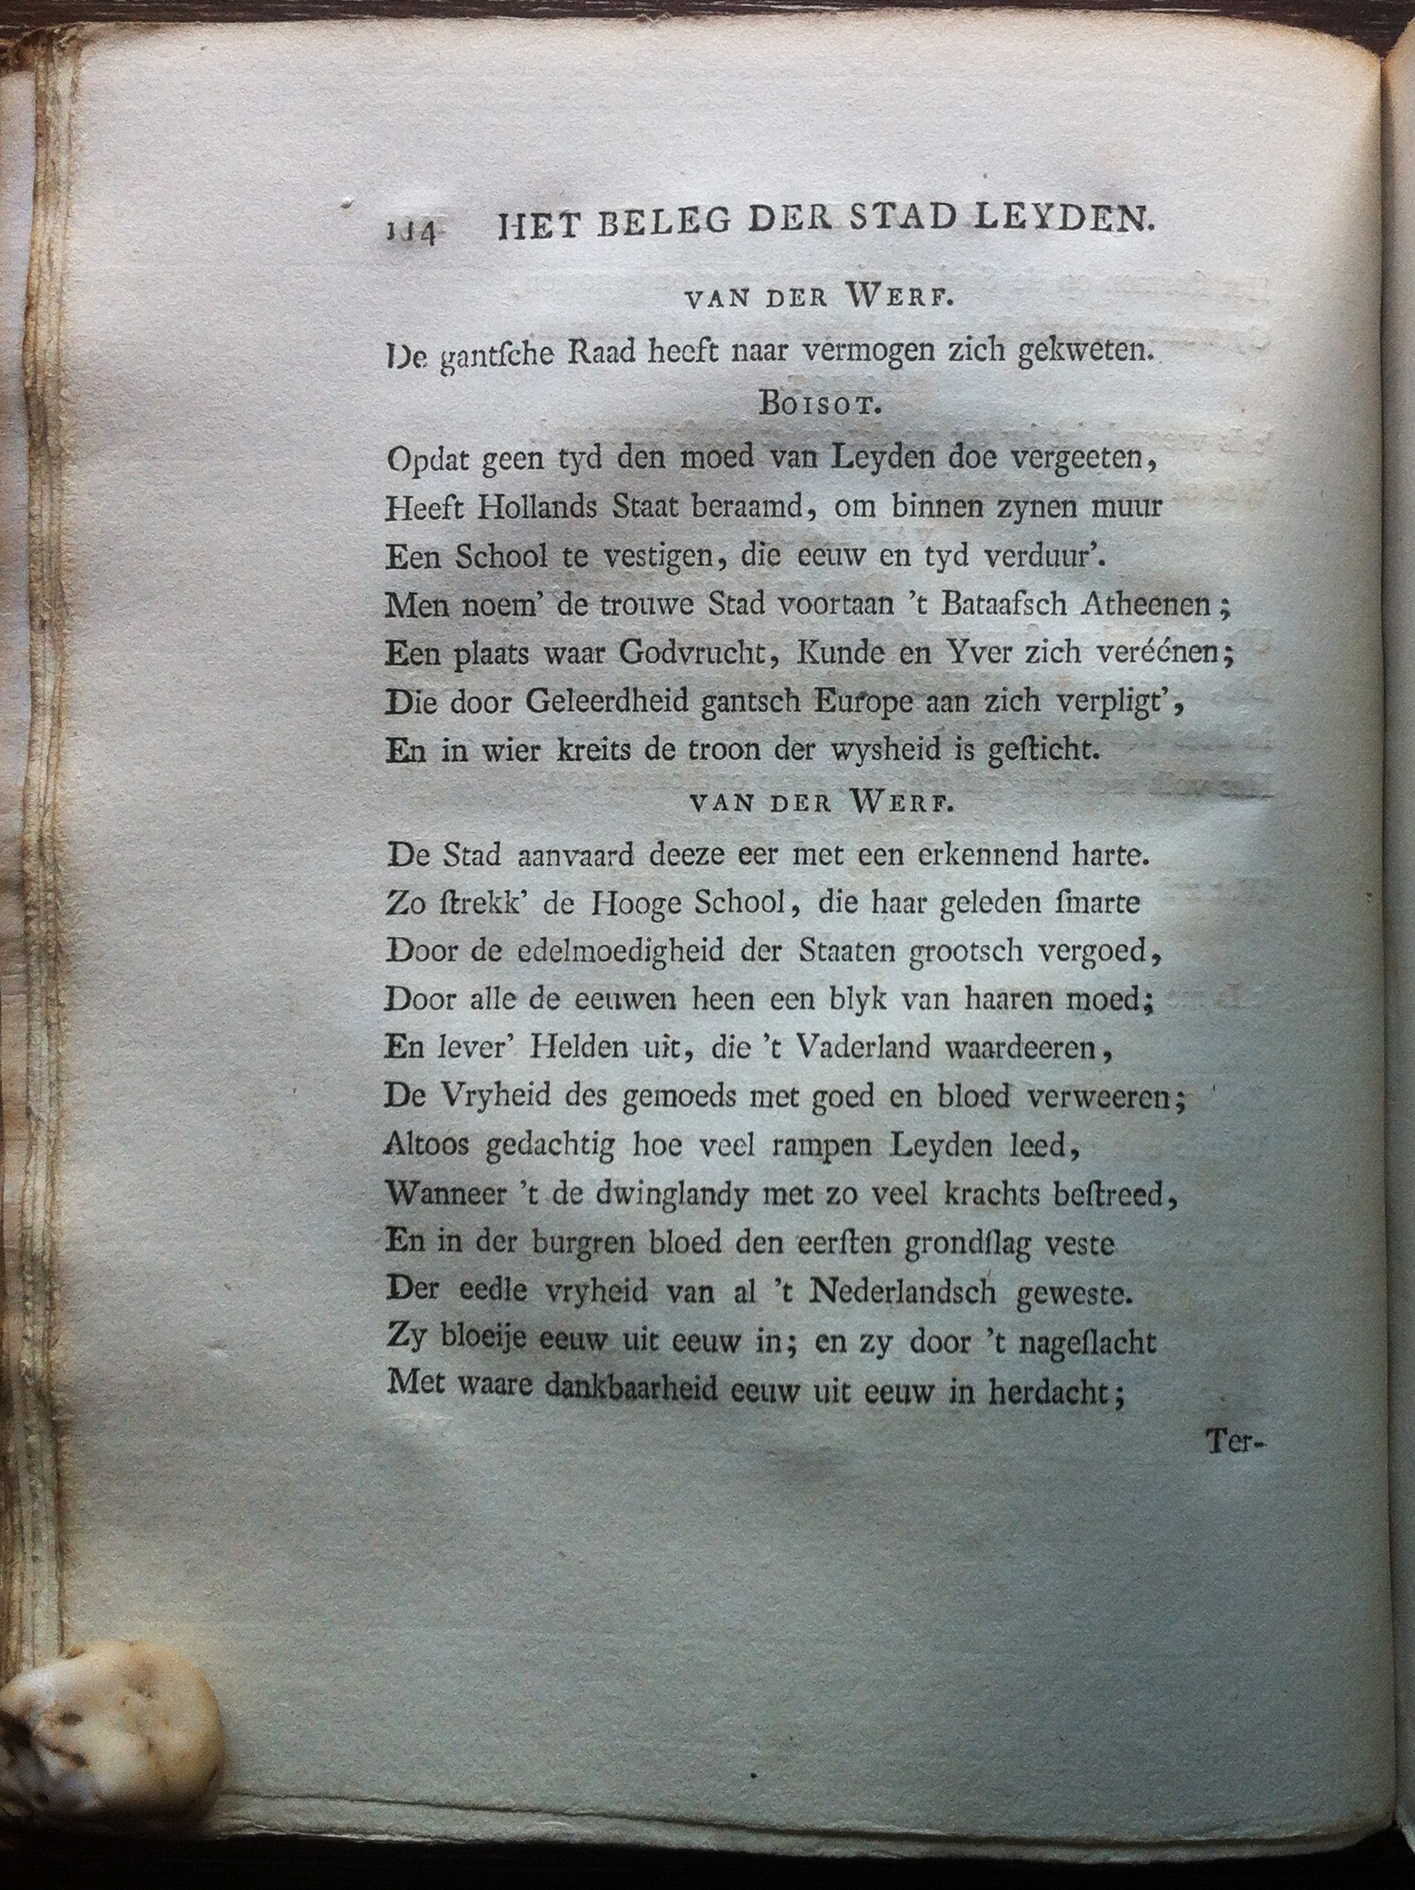 114 HET BELEG DER STAD LEYDEN.
VAN DER WERF.
De gantſche Raad heeft naar vermogen zich gekweten.
BOISOT.
Opdat geen tyd den moed van Leyden doe vergeeten,
Heeft Hollands Staat beraamd, om binnen zynen muur
Een School te vestigen, die eeuw en tyd verduur’.
Men noem’ de trouwe Stad voortaan ’t Bataafsch Atheenen;
Een plaats waar Godvrucht, Kunde en Yver zich veréénen;
Die door Geleerdheid gantsch Europe aan zich verpligt’,
En in wier kreits de troon der wysheid is geſticht.
VAN DER WERF.
De Stad aanvaard deeze eer met een erkennend harte.
Zo ſtrekk’ de Hooge School, die haar geleden ſmarte
Door de edelmoedigheid der Staaten grootsch vergoed,
Door alle de eeuwen heen een blyk van haaren moed;
En lever’ Helden uit, die ’t Vaderland waardeeren,
De Vryheid des gemoeds met goed en bloed verweeren;
Altoos gedachtig hoe veel rampen Leyden leed,
Wanneer ’t de dwinglandy met zo veel krachts beſtreed,
En in der burgren bloed den eerſten grondſlag veste
Der eedle vryheid van al ’t Nederlandsch geweste.
Zy bloeije eeuw uit eeuw in; en zy door ’t nageſlacht
Met waare dankbaarheid eeuw uit eeuw in herdacht;
Ter-